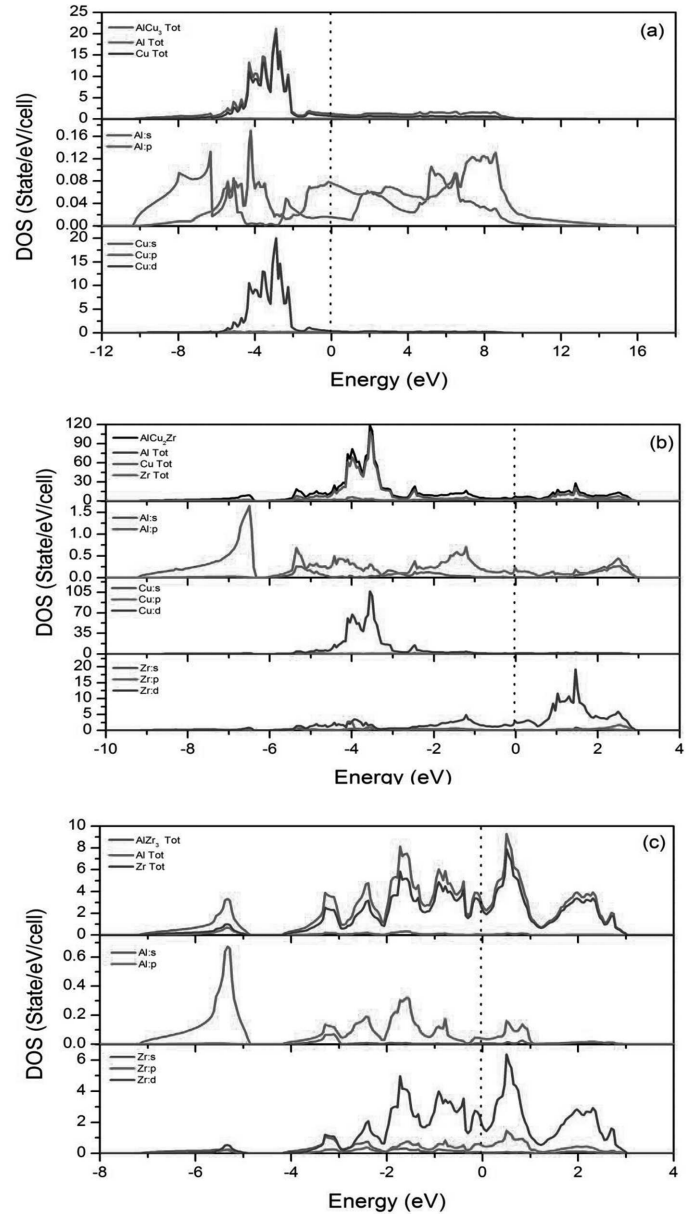 (a)
AlCu3 Tot
Al Tot
Cu Tot
25
20
15
10
5
0
Al:s
Al:p
0.16
0.12
0.08
0.04
0.00
Cu:s
Cu:p
Cu:d
20
15
10
5
0
DOS (State/eV/cell)
-12 -8 -4 0 4 8 12 16
Energy (eV)
(b)
AlCu2Zr
Al Tot
Cu Tot
Zr Tot
120
90
60
30
0
Al:s
Al:p
1.5
1.0
0.5
0.0
Cu:s
Cu:p
Cu:d
105
70
35
0
Zr:s
Zr:p
Zr:d
20
15
10
5
0
DOS (State/eV/cell)
-10 -8 -6 -4 -2 0 2 4
Energy (eV)
(c)
AlZr3 Tot
Al Tot
Zr Tot
10
8
6
4
2
0
Al:s
Al:p
0.6
0.4
0.2
0.0
Zr:s
Zr:p
Zr:d
6
4
2
0
DOS (State/eV/cell)
-8 -6 -4 -2 0 2 4
Energy (eV)